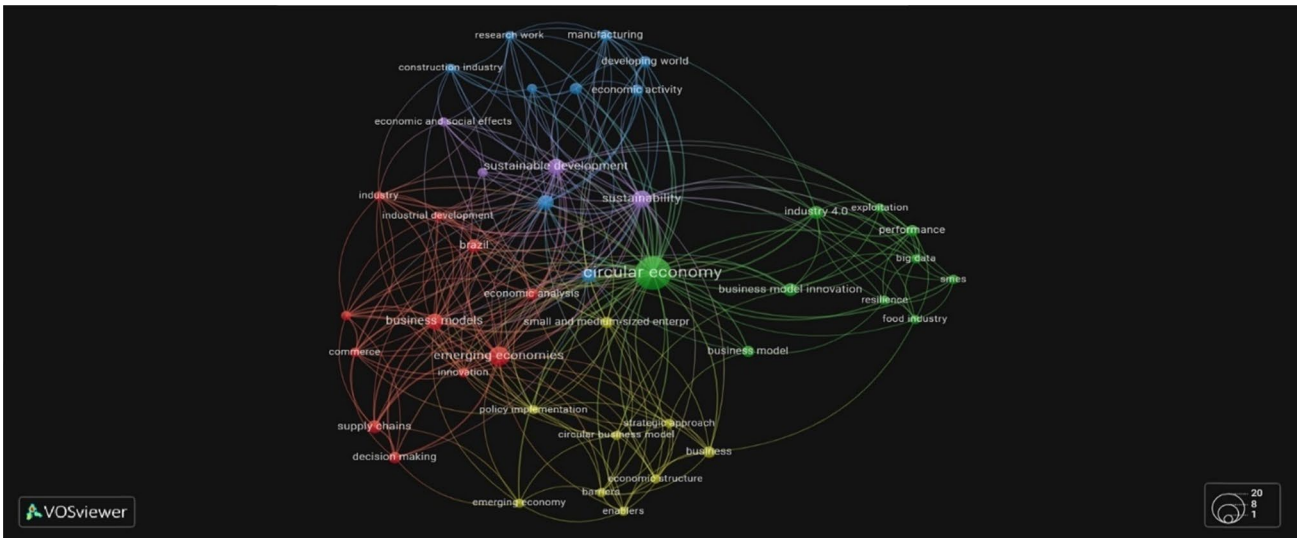 research work
manufacturing
developing world
construction industry
economic activity
economic and social effects
sustainable development
industry
sustainability
exploitation
industry 4.0
industrial development
performance
brazil
big data
circular economy
smes
economic analysis
business model innovation
resilience
business models
small and medium-sized enterpr
food industry
commerce
emerging economies
business model
innovation
policy implementation
strategic approach
supply chains
circular business model
business
decision making
economic structure
barriers
emerging economy
enablers
VOSviewer
20
8
1